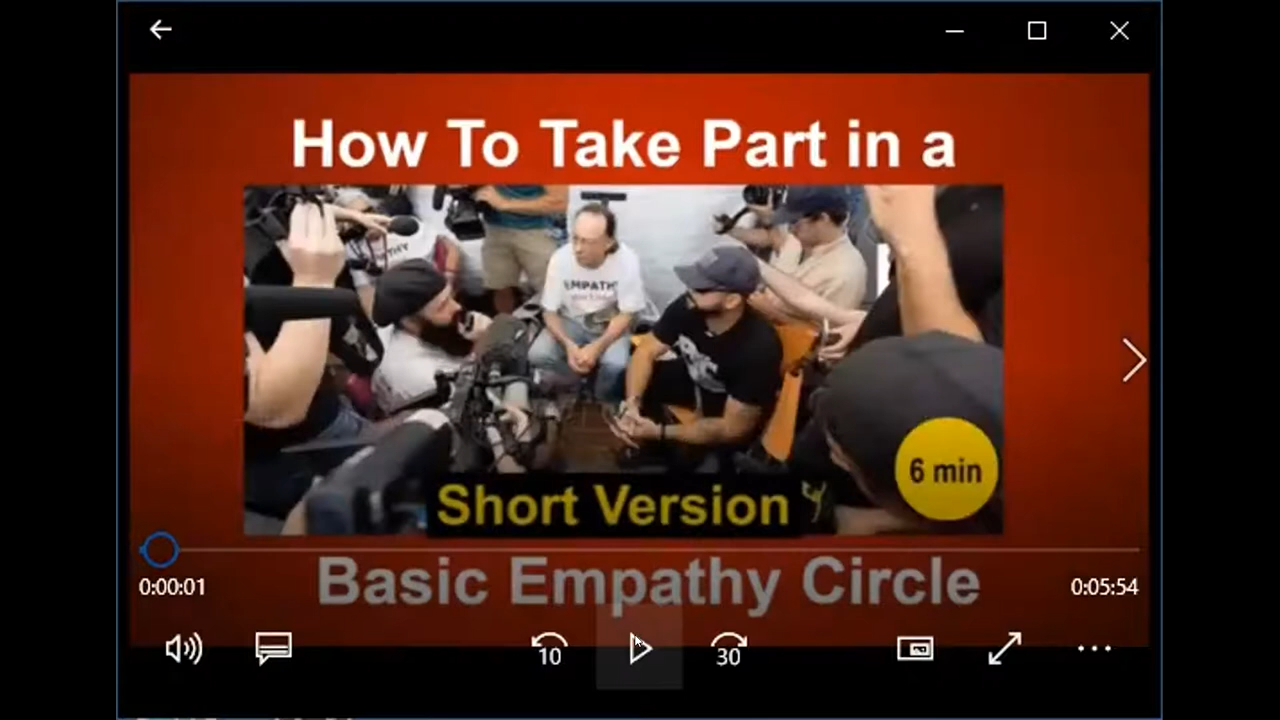 How To Take Part in a
EMPATHY
6 min
Short Version
0:00:01
Basic Empathy Circle
0:05:54
10
30